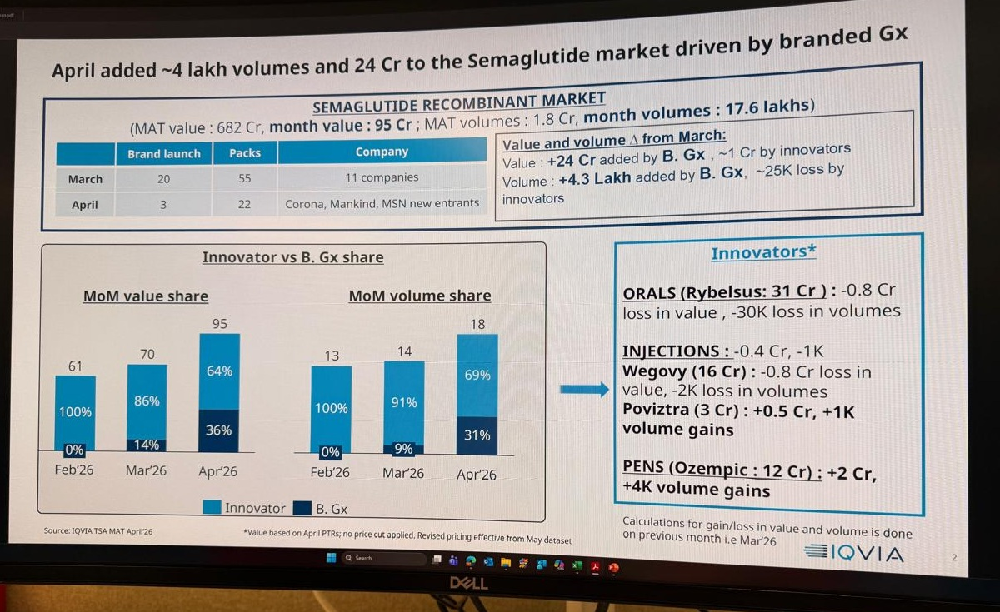 April added ~4 lakh volumes and 24 Cr to the Semaglutide market driven by branded Gx
SEMAGLUTIDE RECOMBINANT MARKET
(MAT value : 682 Cr, month value : 95 Cr ; MAT volumes : 1.8 Cr, month volumes : 17.6 lakhs)
Brand launch Packs Company
March 20 55 11 companies
April 3 22 Corona, Mankind, MSN new entrants
Value and volume Δ from March:
Value : +24 Cr added by B. Gx , ~1 Cr by innovators
Volume : +4.3 Lakh added by B. Gx, ~25K loss by
innovators
Innovator vs B. Gx share
MoM value share
95
70
61
64%
86%
100%
36%
14%
0%
Feb'26 Mar'26 Apr'26
MoM volume share
18
14
13
69%
91%
100%
31%
9%
0%
Feb'26 Mar'26 Apr'26
Innovator B. Gx
Innovators*
ORALS (Rybelsus: 31 Cr ) : -0.8 Cr
loss in value , -30K loss in volumes
INJECTIONS : -0.4 Cr, -1K
Wegovy (16 Cr) : -0.8 Cr loss in
value, -2K loss in volumes
Poviztra (3 Cr) : +0.5 Cr, +1K
volume gains
PENS (Ozempic : 12 Cr) : +2 Cr,
+4K volume gains
Source: IQVIA TSA MAT April'26
*Value based on April PTRs; no price cut applied. Revised pricing effective from May dataset
Calculations for gain/loss in value and volume is done
on previous month i.e Mar'26
IQVIA
2
Search
DELL